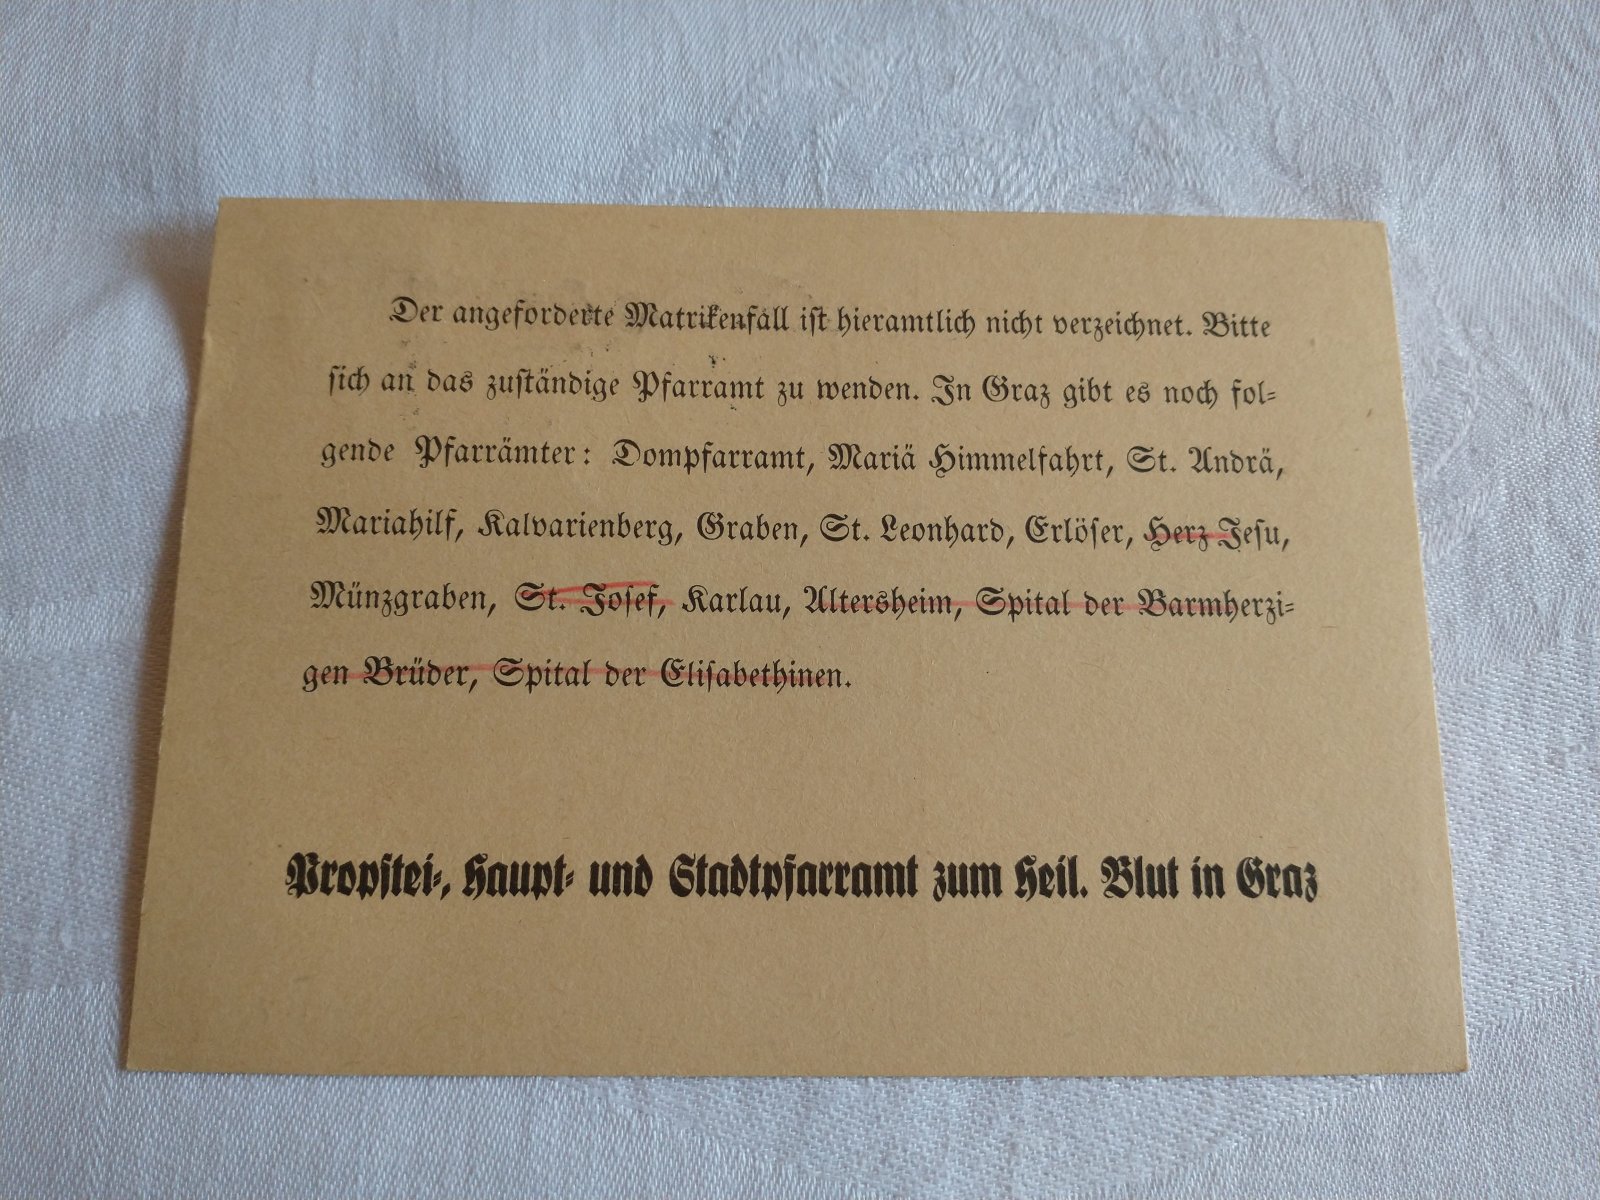 Der angeforderte Matrikenfall ist hieramtlich nicht verzeichnet. Bitte
sich an das zuständige Pfarramt zu wenden. In Graz gibt es noch fol-
gende Pfarrämter: Dompfarramt, Mariä Himmelfahrt, St. Andrä,
Mariahilf, Kalvarienberg, Graben, St. Leonhard, Erlöser, Herz Jesu,
Münzgraben, St. Josef, Karlau, Altersheim, Spital der Barmherzi-
gen Brüder, Spital der Elisabethinen.
Propstei-, Haupt- und Stadtpfarramt zum Heil. Blut in Graz